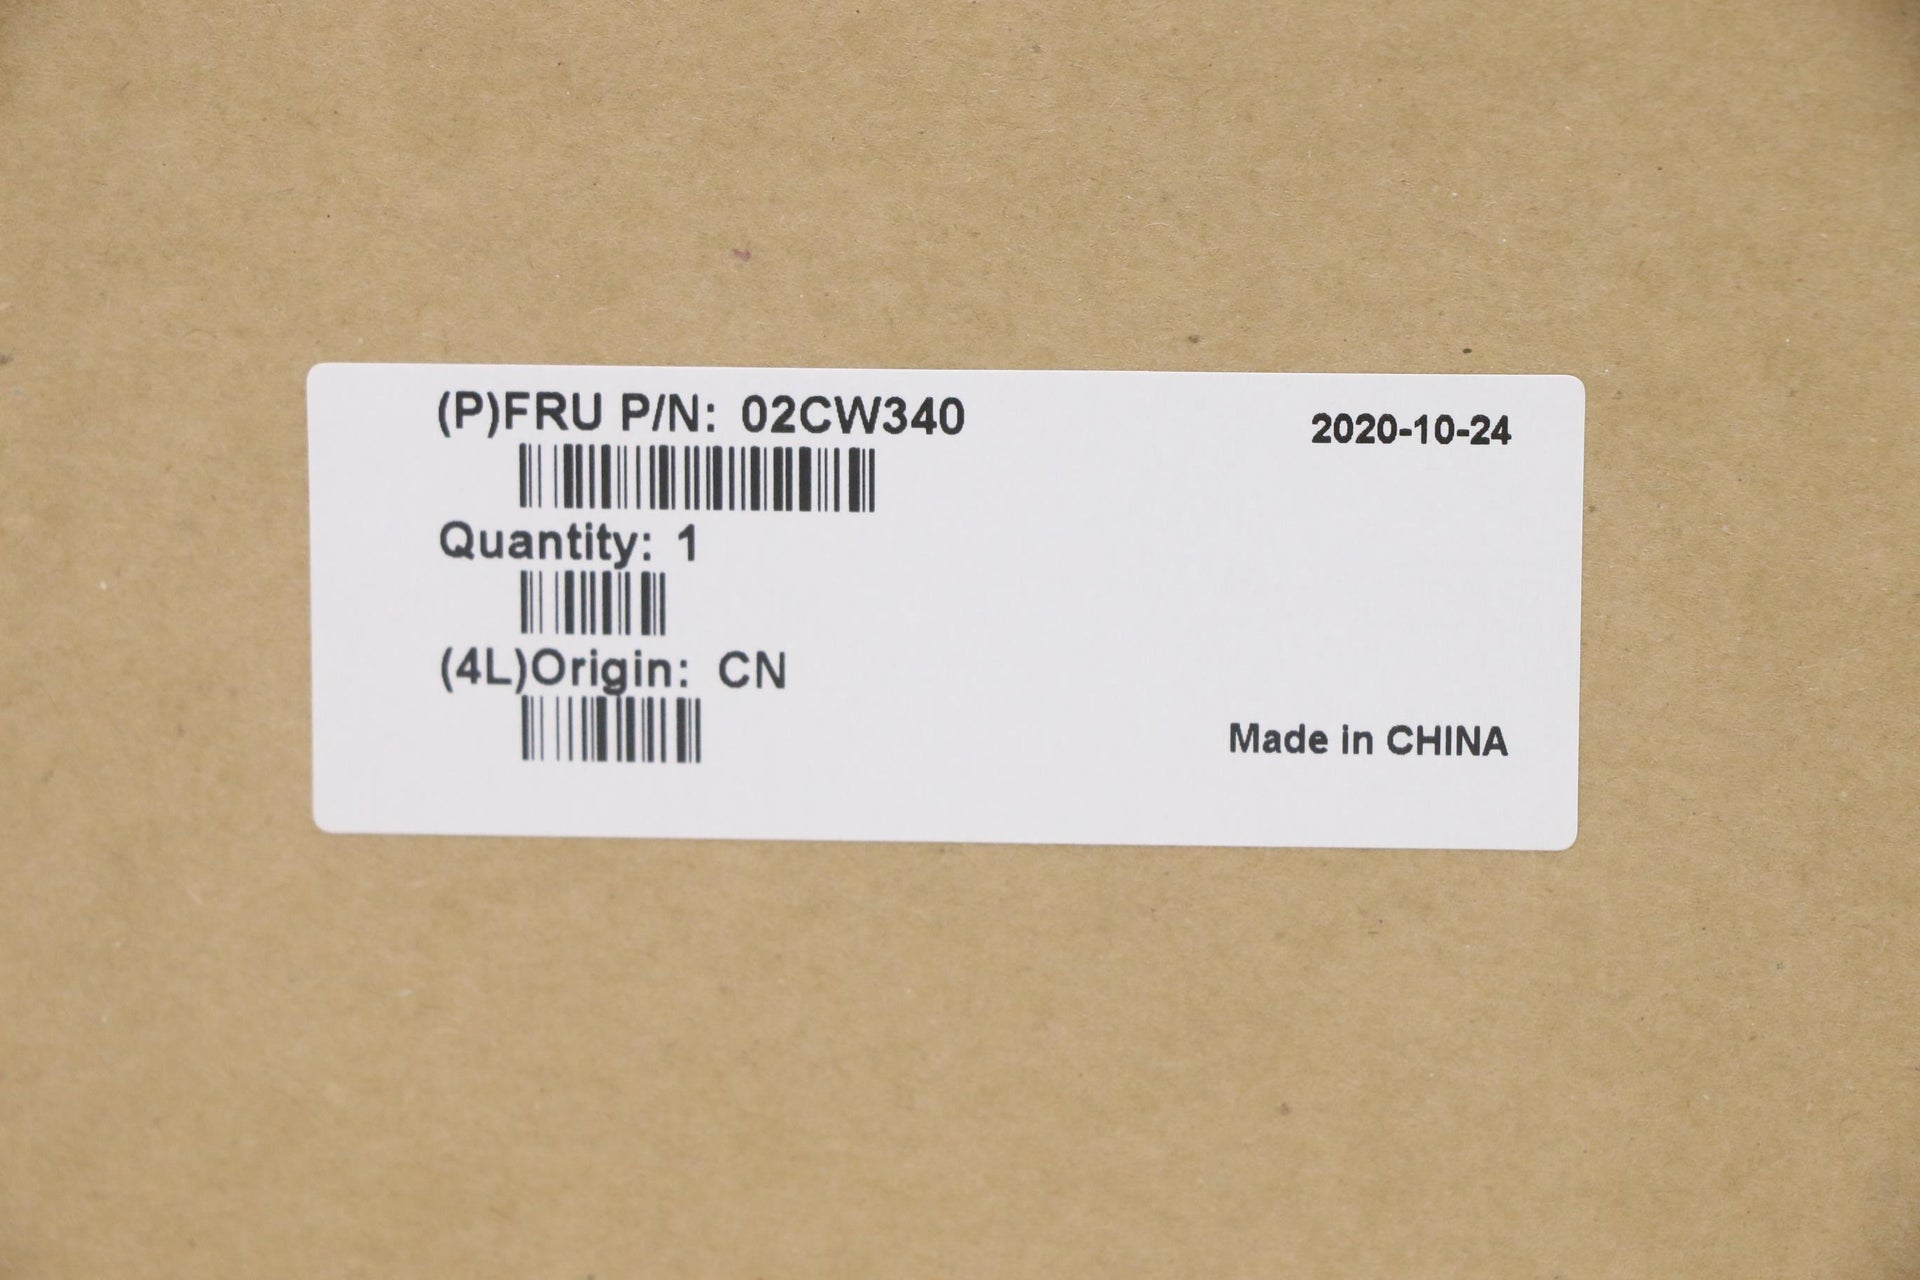 (P)FRU P/N: 02CW340
2020-10-24
Quantity: 1
(4L)Origin: CN
Made in CHINA